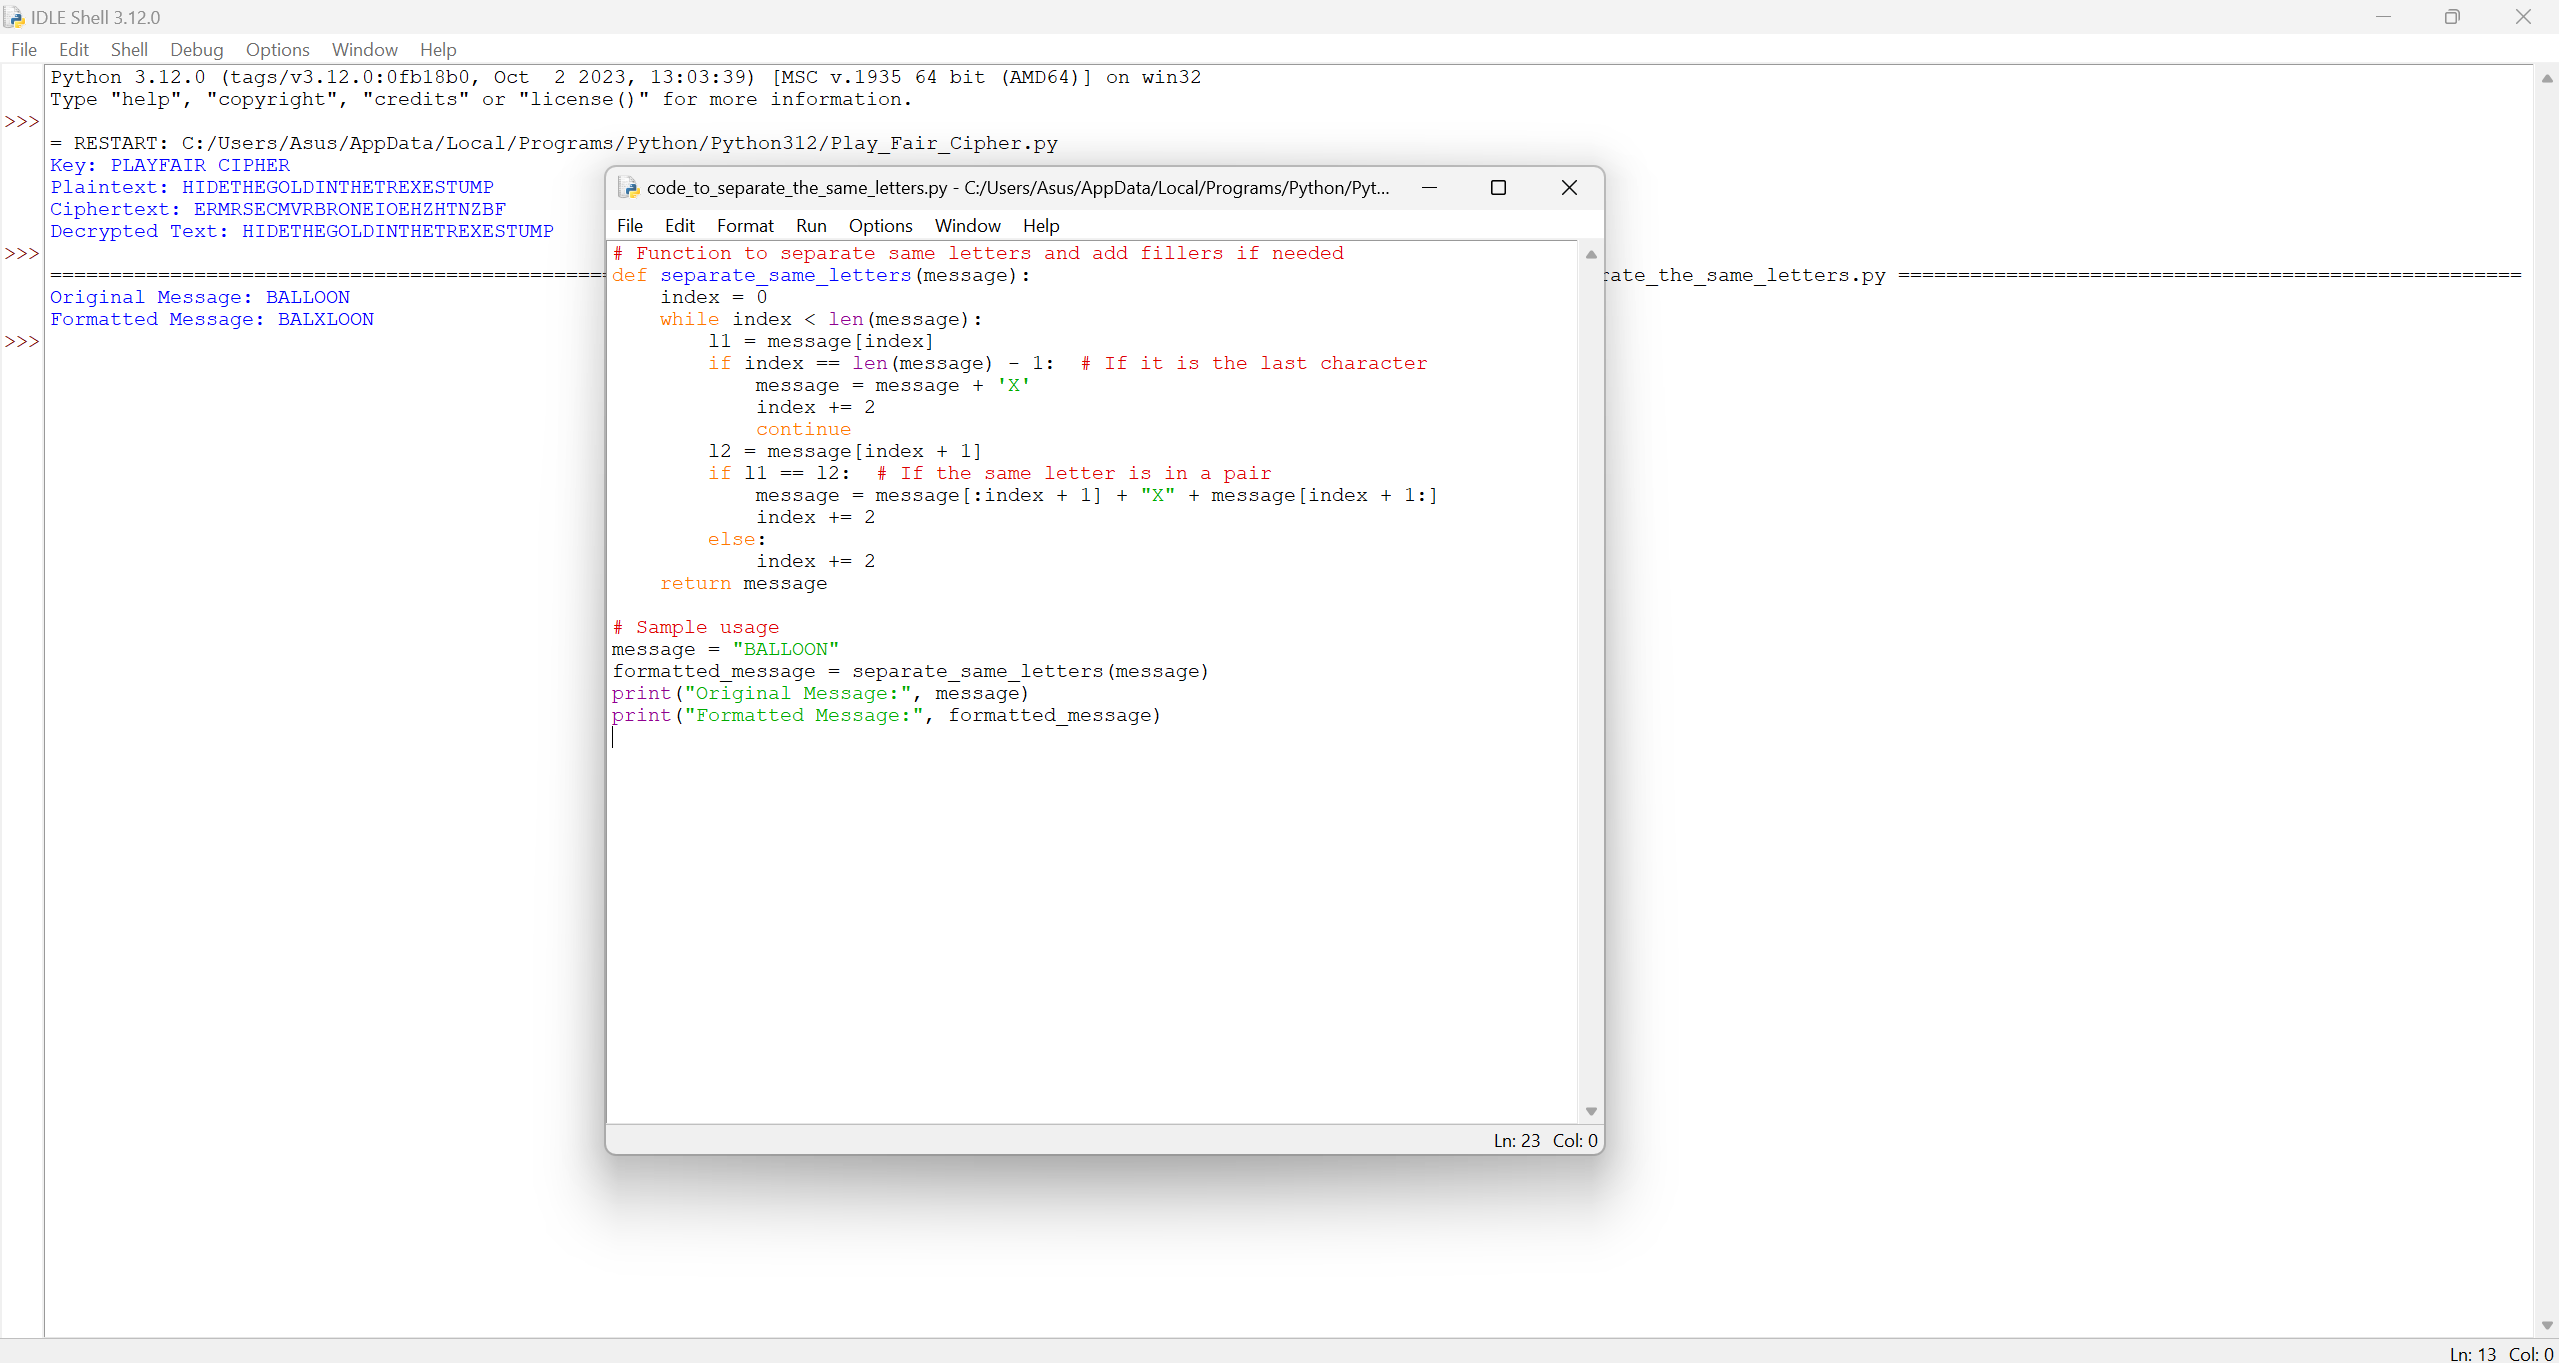 IDLE Shell 3.12.0
File Edit Shell Debug Options Window Help
Python 3.12.0 (tags/v3.12.0:0fb18b0, Oct  2 2023, 13:03:39) [MSC v.1935 64 bit (AMD64)] on win32
Type "help", "copyright", "credits" or "license()" for more information.
>>>
= RESTART: C:/Users/Asus/AppData/Local/Programs/Python/Python312/Play_Fair_Cipher.py
Key: PLAYFAIR CIPHER
Plaintext: HIDETHEGOLDINTHETREXESTUMP
Ciphertext: ERMRSECMVRBRONEIOEHZHTNZBF
Decrypted Text: HIDETHEGOLDINTHETREXESTUMP
>>>
================================================rate_the_same_letters.py ====================================================
Original Message: BALLOON
Formatted Message: BALXLOON
>>>
code_to_separate_the_same_letters.py - C:/Users/Asus/AppData/Local/Programs/Python/Pyt...
File Edit Format Run Options Window Help
# Function to separate same letters and add fillers if needed
def separate_same_letters(message):
    index = 0
    while index < len(message):
        l1 = message[index]
        if index == len(message) - 1:  # If it is the last character
            message = message + 'X'
            index += 2
            continue
        l2 = message[index + 1]
        if l1 == l2:  # If the same letter is in a pair
            message = message[:index + 1] + "X" + message[index + 1:]
            index += 2
        else:
            index += 2
    return message
# Sample usage
message = "BALLOON"
formatted_message = separate_same_letters(message)
print("Original Message:", message)
print("Formatted Message:", formatted_message)
Ln: 23 Col: 0
Ln: 13 Col: 0